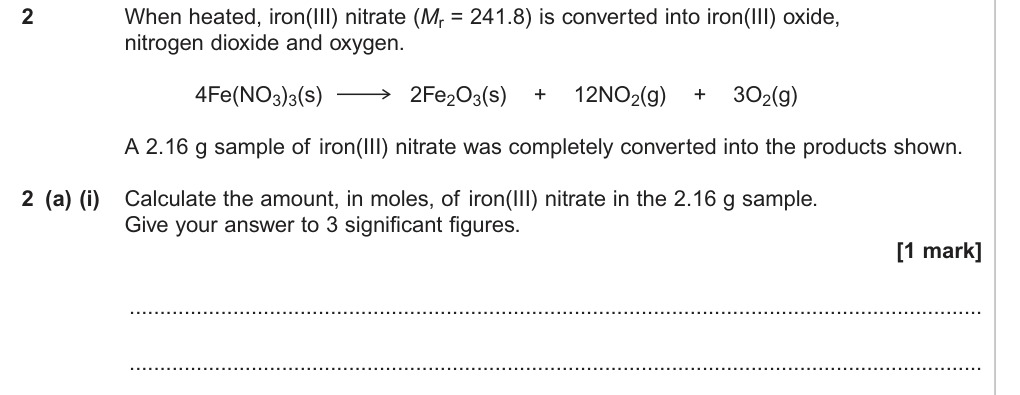 2 When heated, iron(III) nitrate (Mr = 241.8) is converted into iron(III) oxide,
nitrogen dioxide and oxygen.
4Fe(NO3)3(s) ⟶ 2Fe2O3(s) + 12NO2(g) + 3O2(g)
A 2.16 g sample of iron(III) nitrate was completely converted into the products shown.
2 (a) (i) Calculate the amount, in moles, of iron(III) nitrate in the 2.16 g sample.
Give your answer to 3 significant figures.
[1 mark]